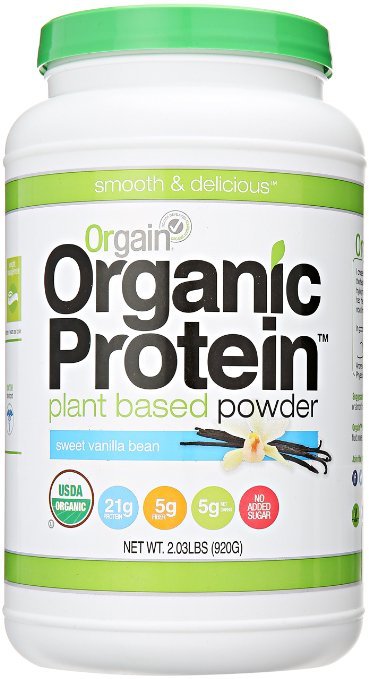 smooth & delicious™
Orgain
Organic
Protein™
plant based powder
sweet vanilla bean
USDA
ORGANIC
21g
PROTEIN
5g
FIBER
5g
NO
ADDED
SUGAR
NET WT. 2.03LBS (920G)